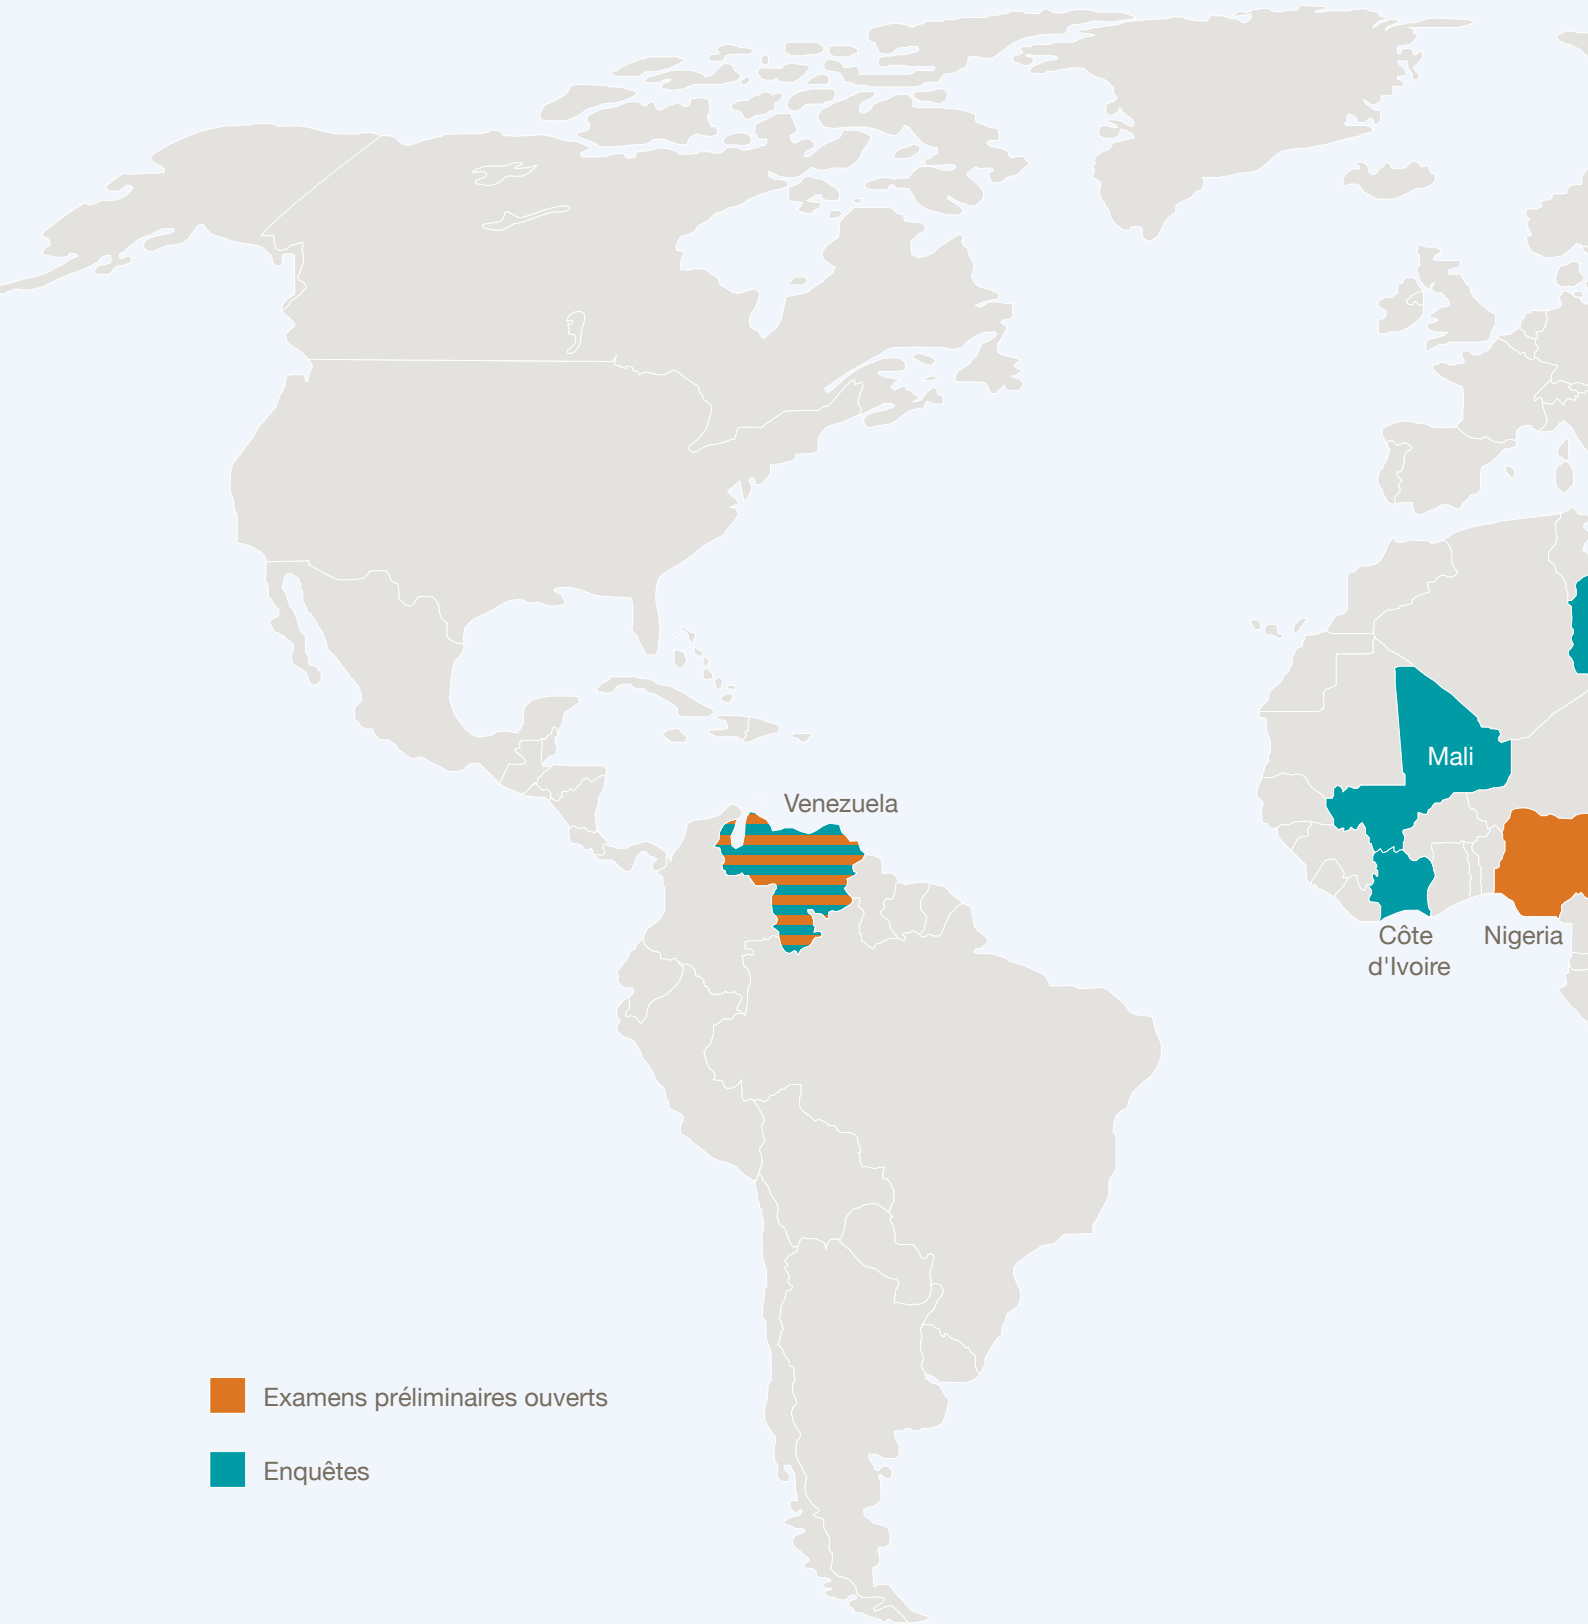 Mali
Venezuela
Côte
d'Ivoire
Nigeria
Examens préliminaires ouverts
Enquêtes